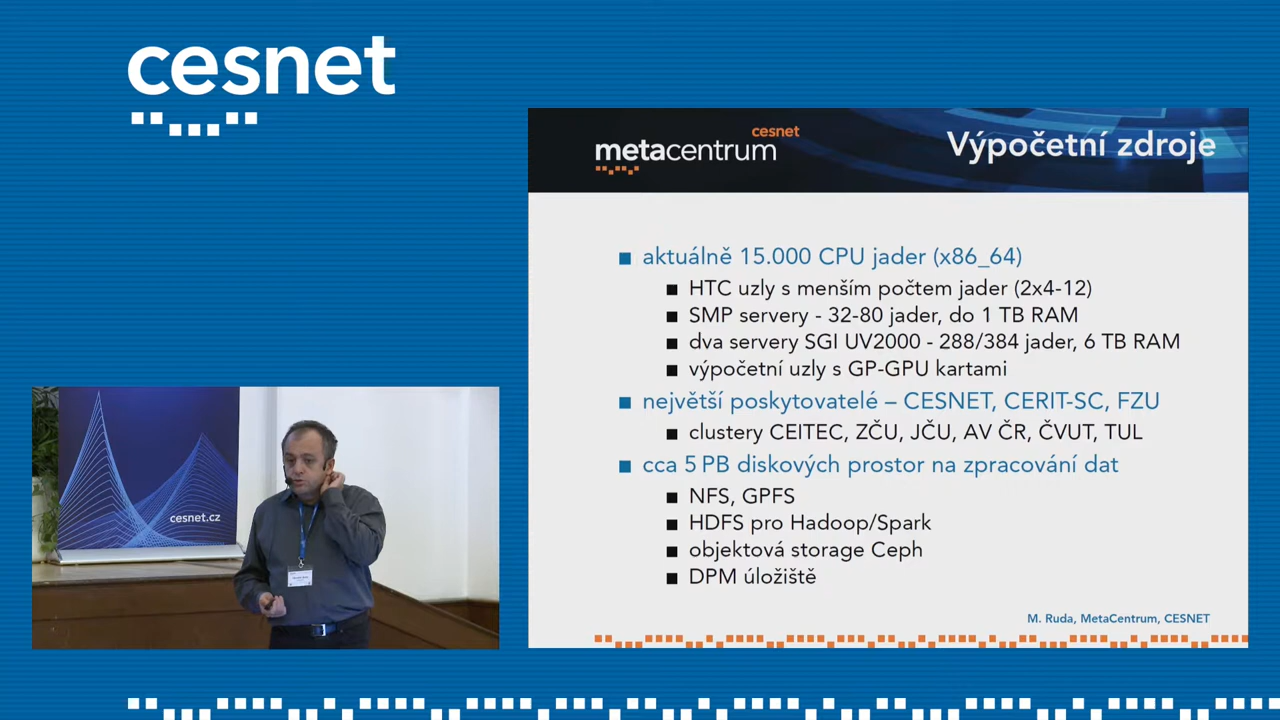 cesnet
cesnet
metacentrum
Výpočetní zdroje
aktuálně 15.000 CPU jader (x86_64)
HTC uzly s menším počtem jader (2x4-12)
SMP servery - 32-80 jader, do 1 TB RAM
dva servery SGI UV2000 - 288/384 jader, 6 TB RAM
výpočetní uzly s GP-GPU kartami
největší poskytovatelé – CESNET, CERIT-SC, FZU
clustery CEITEC, ZČU, JČU, AV ČR, ČVUT, TUL
cca 5 PB diskových prostor na zpracování dat
NFS, GPFS
HDFS pro Hadoop/Spark
objektová storage Ceph
DPM úložiště
M. Ruda, MetaCentrum, CESNET
cesnet.cz